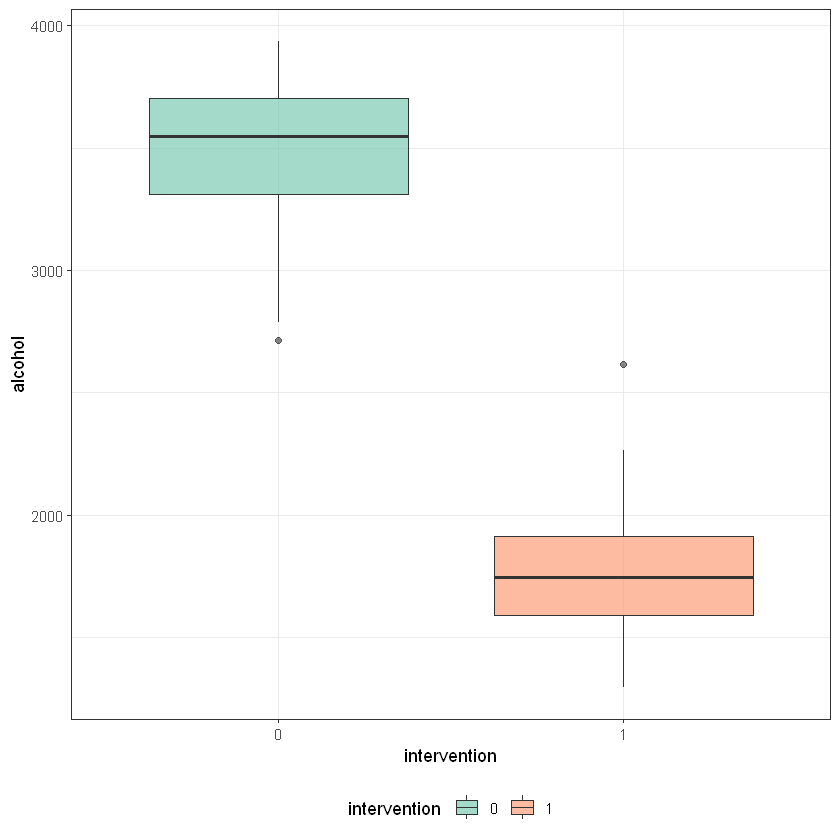 4000
3000
2000
alcohol
0 1
intervention
intervention 0 1